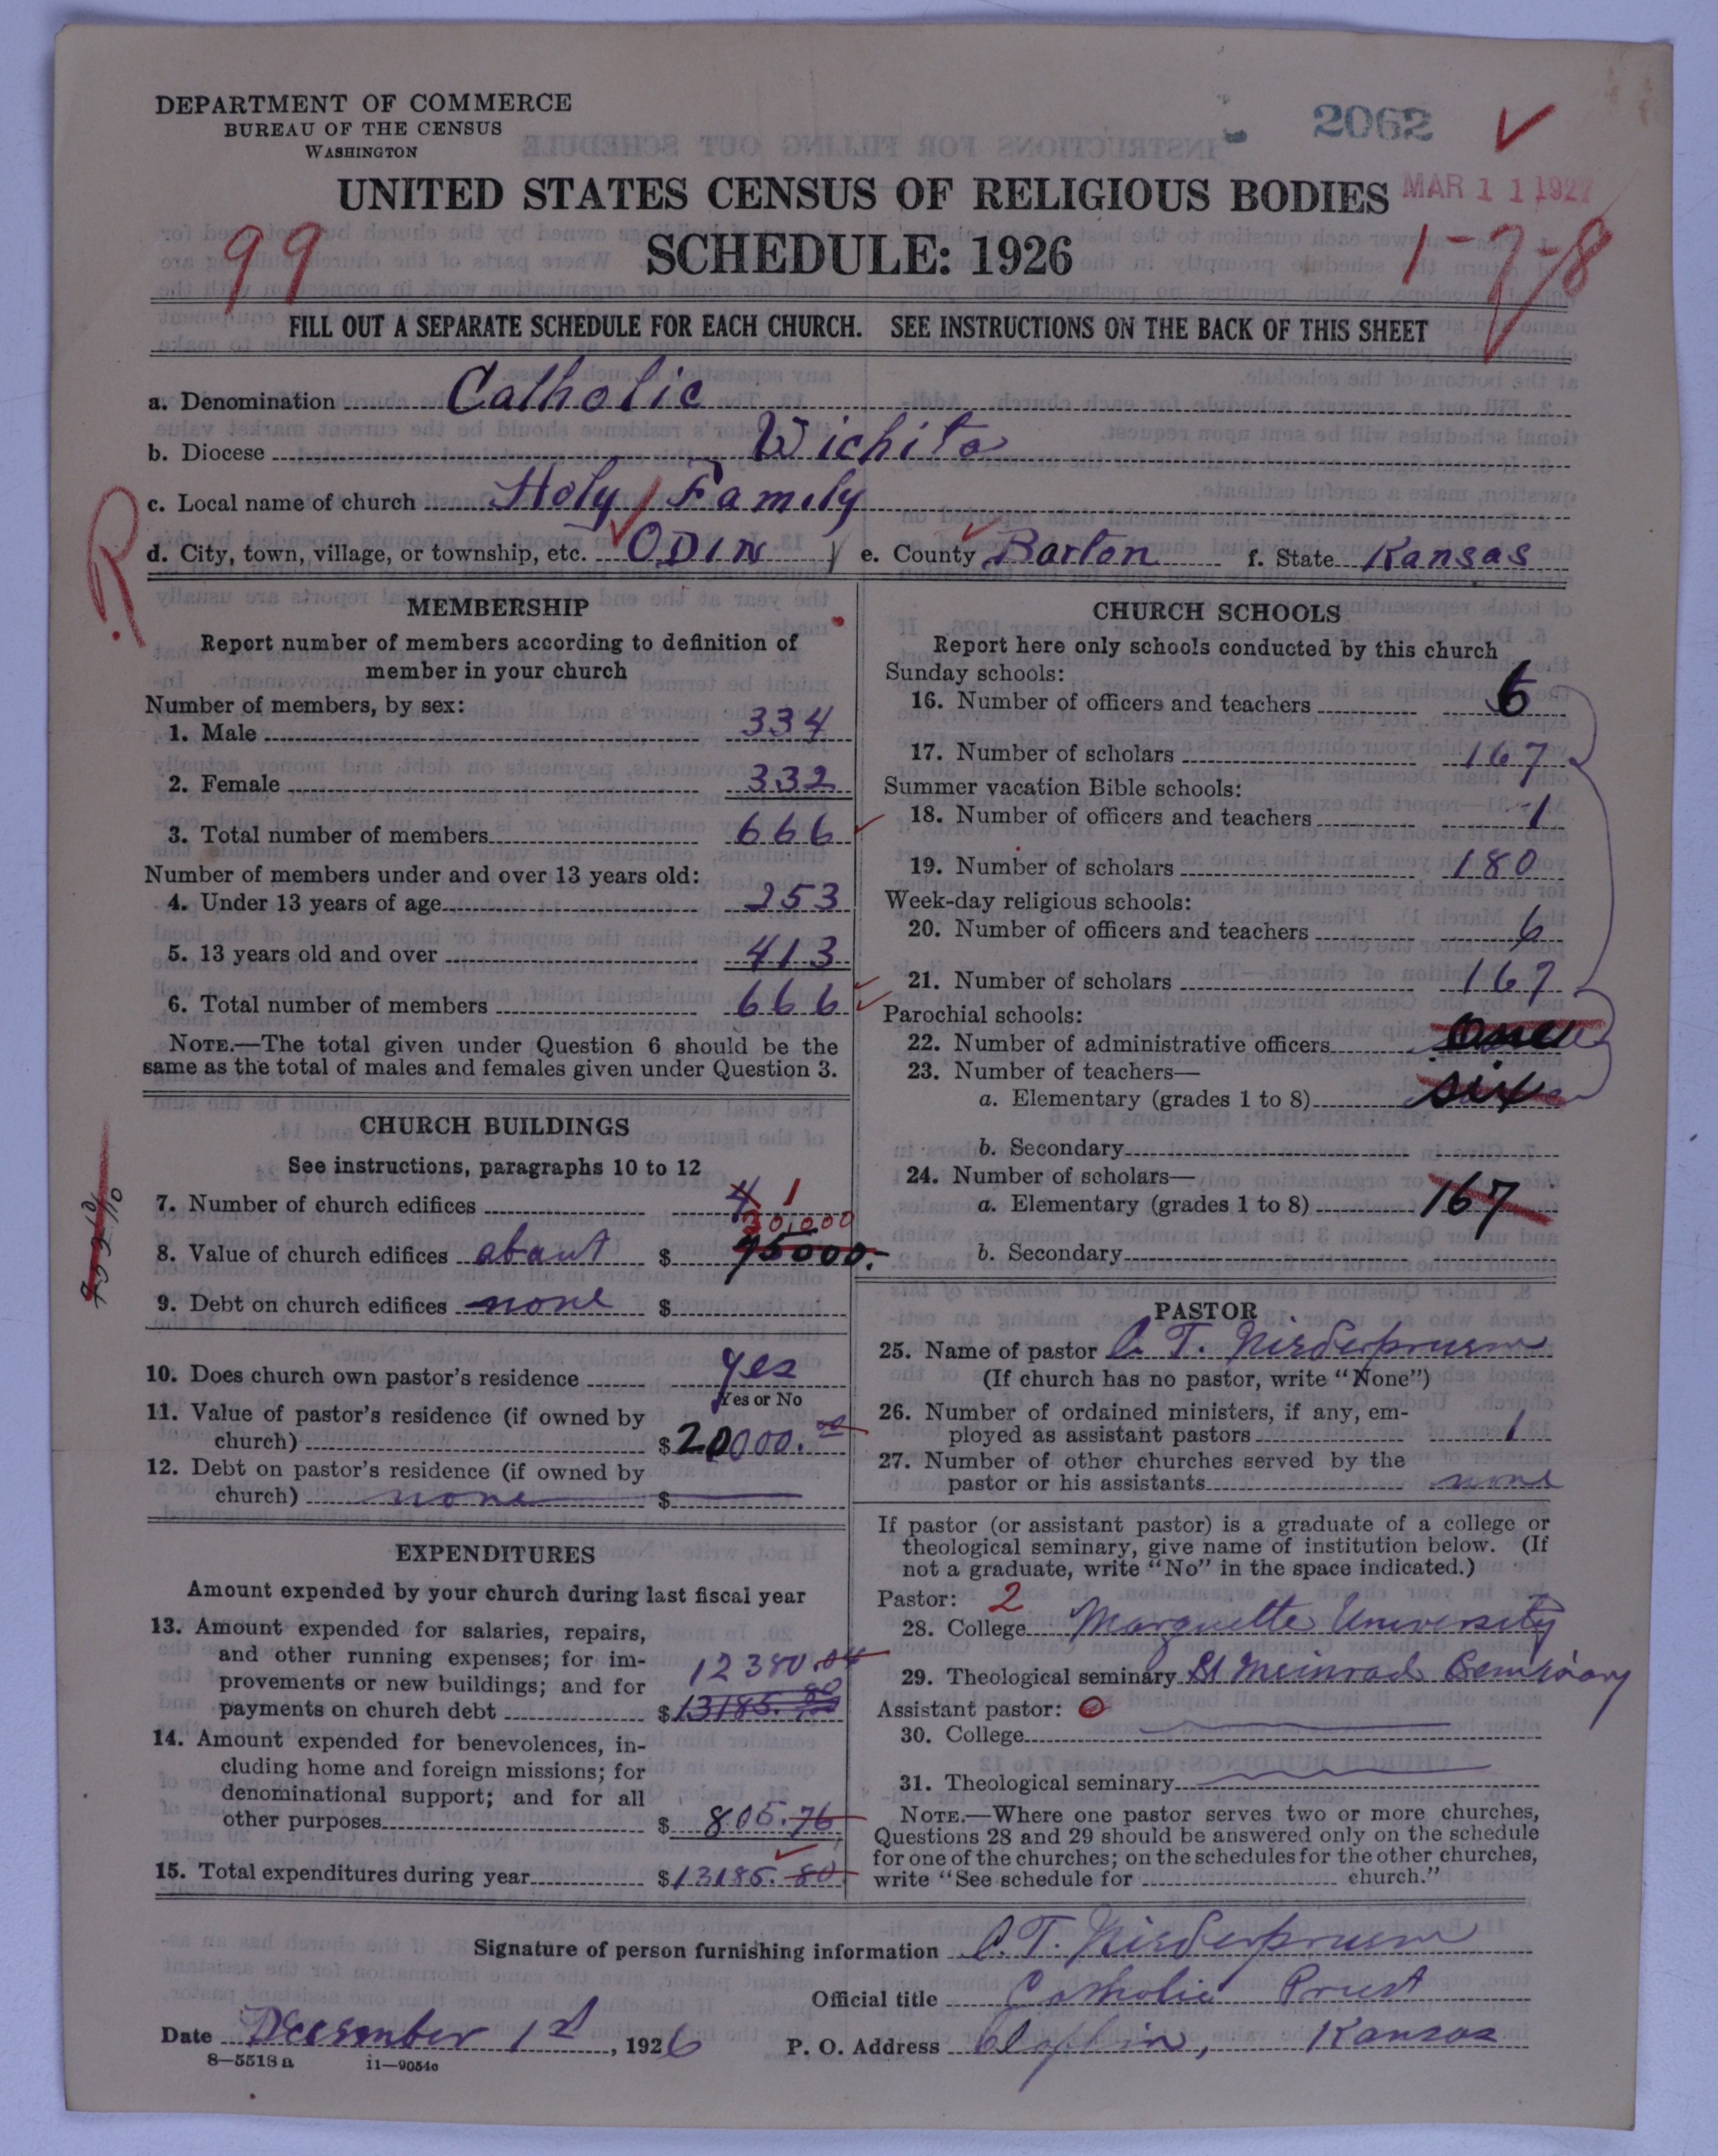 DEPARTMENT OF COMMERCE
BUREAU OF THE CENSUS
WASHINGTON
2062
UNITED STATES CENSUS OF RELIGIOUS BODIES
MAR 11 1927
SCHEDULE: 1926
99
1-7-8
FILL OUT A SEPARATE SCHEDULE FOR EACH CHURCH. SEE INSTRUCTIONS ON THE BACK OF THIS SHEET
a. Denomination Catholic
b. Diocese Wichita
c. Local name of church Holy Family
d. City, town, village, or township, etc. ODIN e. County Barton f. State Kansas
R
MEMBERSHIP
Report number of members according to definition of
member in your church
Number of members, by sex:
1. Male 334
2. Female 332
3. Total number of members 666
Number of members under and over 13 years old:
4. Under 13 years of age 253
5. 13 years old and over 413
6. Total number of members 666
NOTE.—The total given under Question 6 should be the
same as the total of males and females given under Question 3.
CHURCH BUILDINGS
See instructions, paragraphs 10 to 12
7. Number of church edifices 4 1
30,000
8. Value of church edifices about $ 75000.-
9. Debt on church edifices none $
10. Does church own pastor's residence yes
Yes or No
11. Value of pastor's residence (if owned by
church) $ 20000.00
12. Debt on pastor's residence (if owned by
church) none $
EXPENDITURES
Amount expended by your church during last fiscal year
13. Amount expended for salaries, repairs,
and other running expenses; for im-
provements or new buildings; and for 12380.04
payments on church debt $ 13185.80
14. Amount expended for benevolences, in-
cluding home and foreign missions; for
denominational support; and for all
other purposes $ 805.76
15. Total expenditures during year $ 13185.80
CHURCH SCHOOLS
Report here only schools conducted by this church
Sunday schools:
16. Number of officers and teachers 6
17. Number of scholars 167
Summer vacation Bible schools:
18. Number of officers and teachers 1
19. Number of scholars 180
Week-day religious schools:
20. Number of officers and teachers 6
21. Number of scholars 167
Parochial schools:
22. Number of administrative officers one
23. Number of teachers—
a. Elementary (grades 1 to 8) six
b. Secondary
24. Number of scholars—
a. Elementary (grades 1 to 8) 167
b. Secondary
PASTOR
25. Name of pastor C. T. Niederpruem
(If church has no pastor, write "None")
26. Number of ordained ministers, if any, em-
ployed as assistant pastors 1
27. Number of other churches served by the
pastor or his assistants none
If pastor (or assistant pastor) is a graduate of a college or
theological seminary, give name of institution below. (If
not a graduate, write "No" in the space indicated.)
Pastor: 2
28. College Marquette University
29. Theological seminary St Meinrad Seminary
Assistant pastor: 0
30. College
31. Theological seminary
NOTE.—Where one pastor serves two or more churches,
Questions 28 and 29 should be answered only on the schedule
for one of the churches; on the schedules for the other churches,
write "See schedule for church."
Signature of person furnishing information C. T. Niederpruem
Official title Catholic Priest
Date December 1st, 1926 P. O. Address Claflin, Kansas
8—5518a 11—9054c